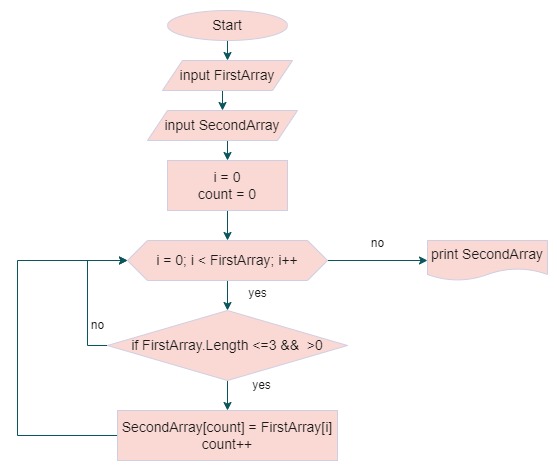 Start
input FirstArray
input SecondArray
i = 0
count = 0
i = 0; i < FirstArray; i++
no
print SecondArray
yes
no
if FirstArray.Length <=3 && >0
yes
SecondArray[count] = FirstArray[i]
count++